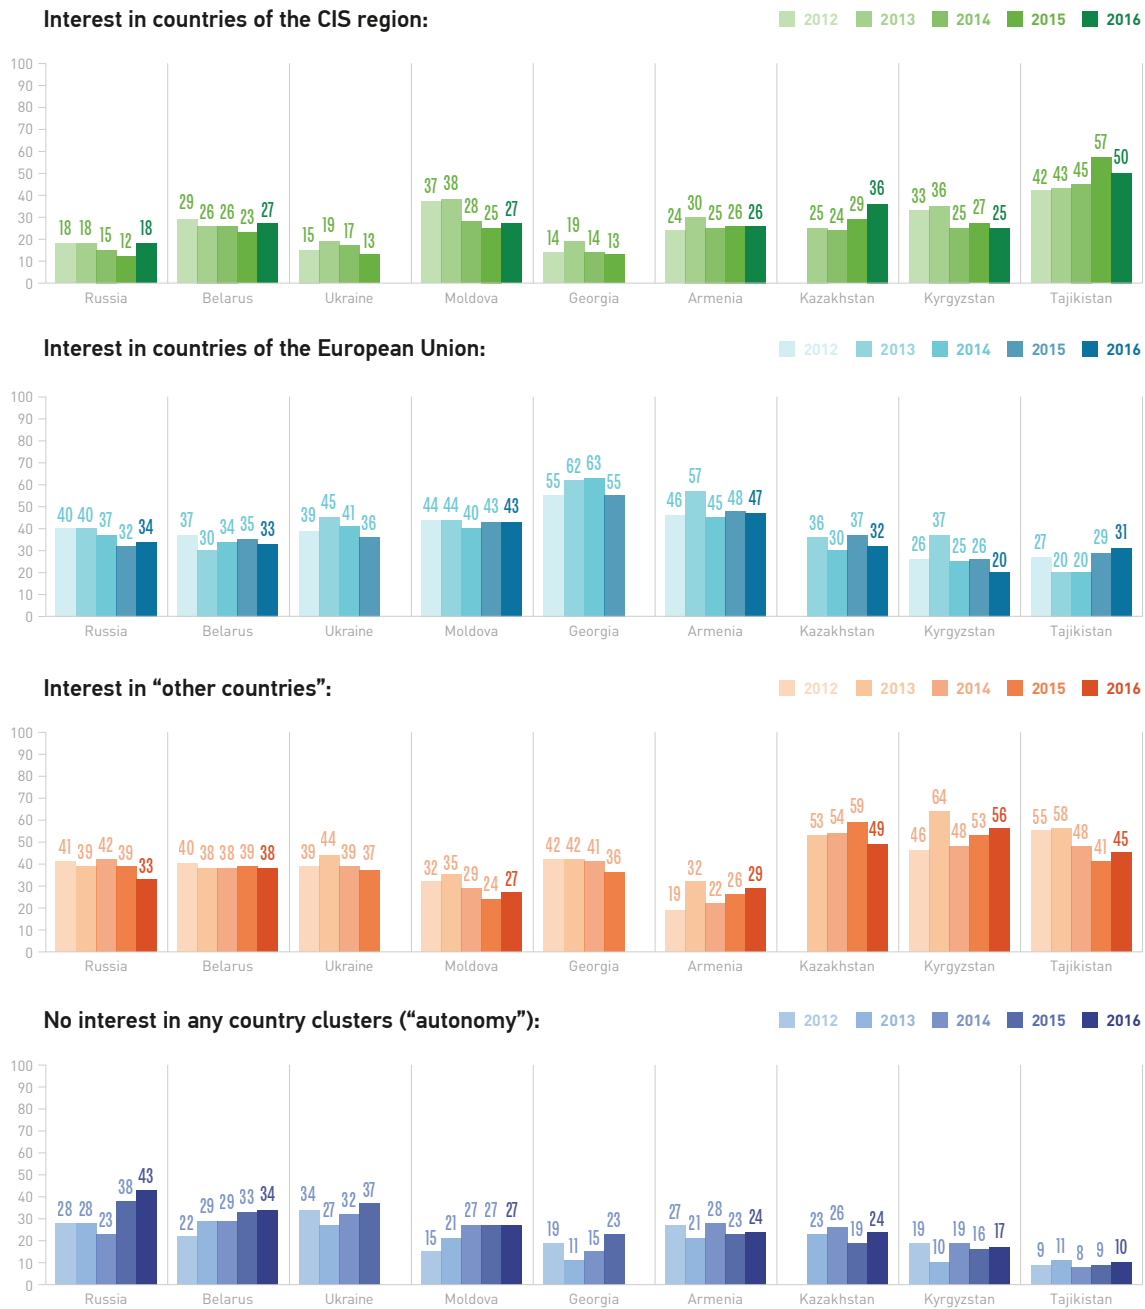 Interest in countries of the CIS region:
2012 2013 2014 2015 2016
100
90
80
70
60
50
40
30
20
10
0
18 18 15 12 18
29 26 26 23 27
15 19 17 13
37 38 28 25 27
14 19 14 13
24 30 25 26 26
25 24 29 36
33 36 25 27 25
42 43 45 57 50
Russia Belarus Ukraine Moldova Georgia Armenia Kazakhstan Kyrgyzstan Tajikistan
Interest in countries of the European Union:
2012 2013 2014 2015 2016
100
90
80
70
60
50
40
30
20
10
0
40 40 37 32 34
37 30 34 35 33
39 45 41 36
44 44 40 43 43
55 62 63 55
46 57 45 48 47
36 30 37 32
26 37 25 26 20
27 20 20 29 31
Russia Belarus Ukraine Moldova Georgia Armenia Kazakhstan Kyrgyzstan Tajikistan
Interest in “other countries”:
2012 2013 2014 2015 2016
100
90
80
70
60
50
40
30
20
10
0
41 39 42 39 33
40 38 38 39 38
39 44 39 37
32 35 29 24 27
42 42 41 36
19 32 22 26 29
53 54 59 49
46 64 48 53 56
55 58 48 41 45
Russia Belarus Ukraine Moldova Georgia Armenia Kazakhstan Kyrgyzstan Tajikistan
No interest in any country clusters (“autonomy”):
2012 2013 2014 2015 2016
100
90
80
70
60
50
40
30
20
10
0
28 28 23 38 43
22 29 29 33 34
34 27 32 37
15 21 27 27 27
19 11 15 23
27 21 28 23 24
23 26 19 24
19 10 19 16 17
9 11 8 9 10
Russia Belarus Ukraine Moldova Georgia Armenia Kazakhstan Kyrgyzstan Tajikistan